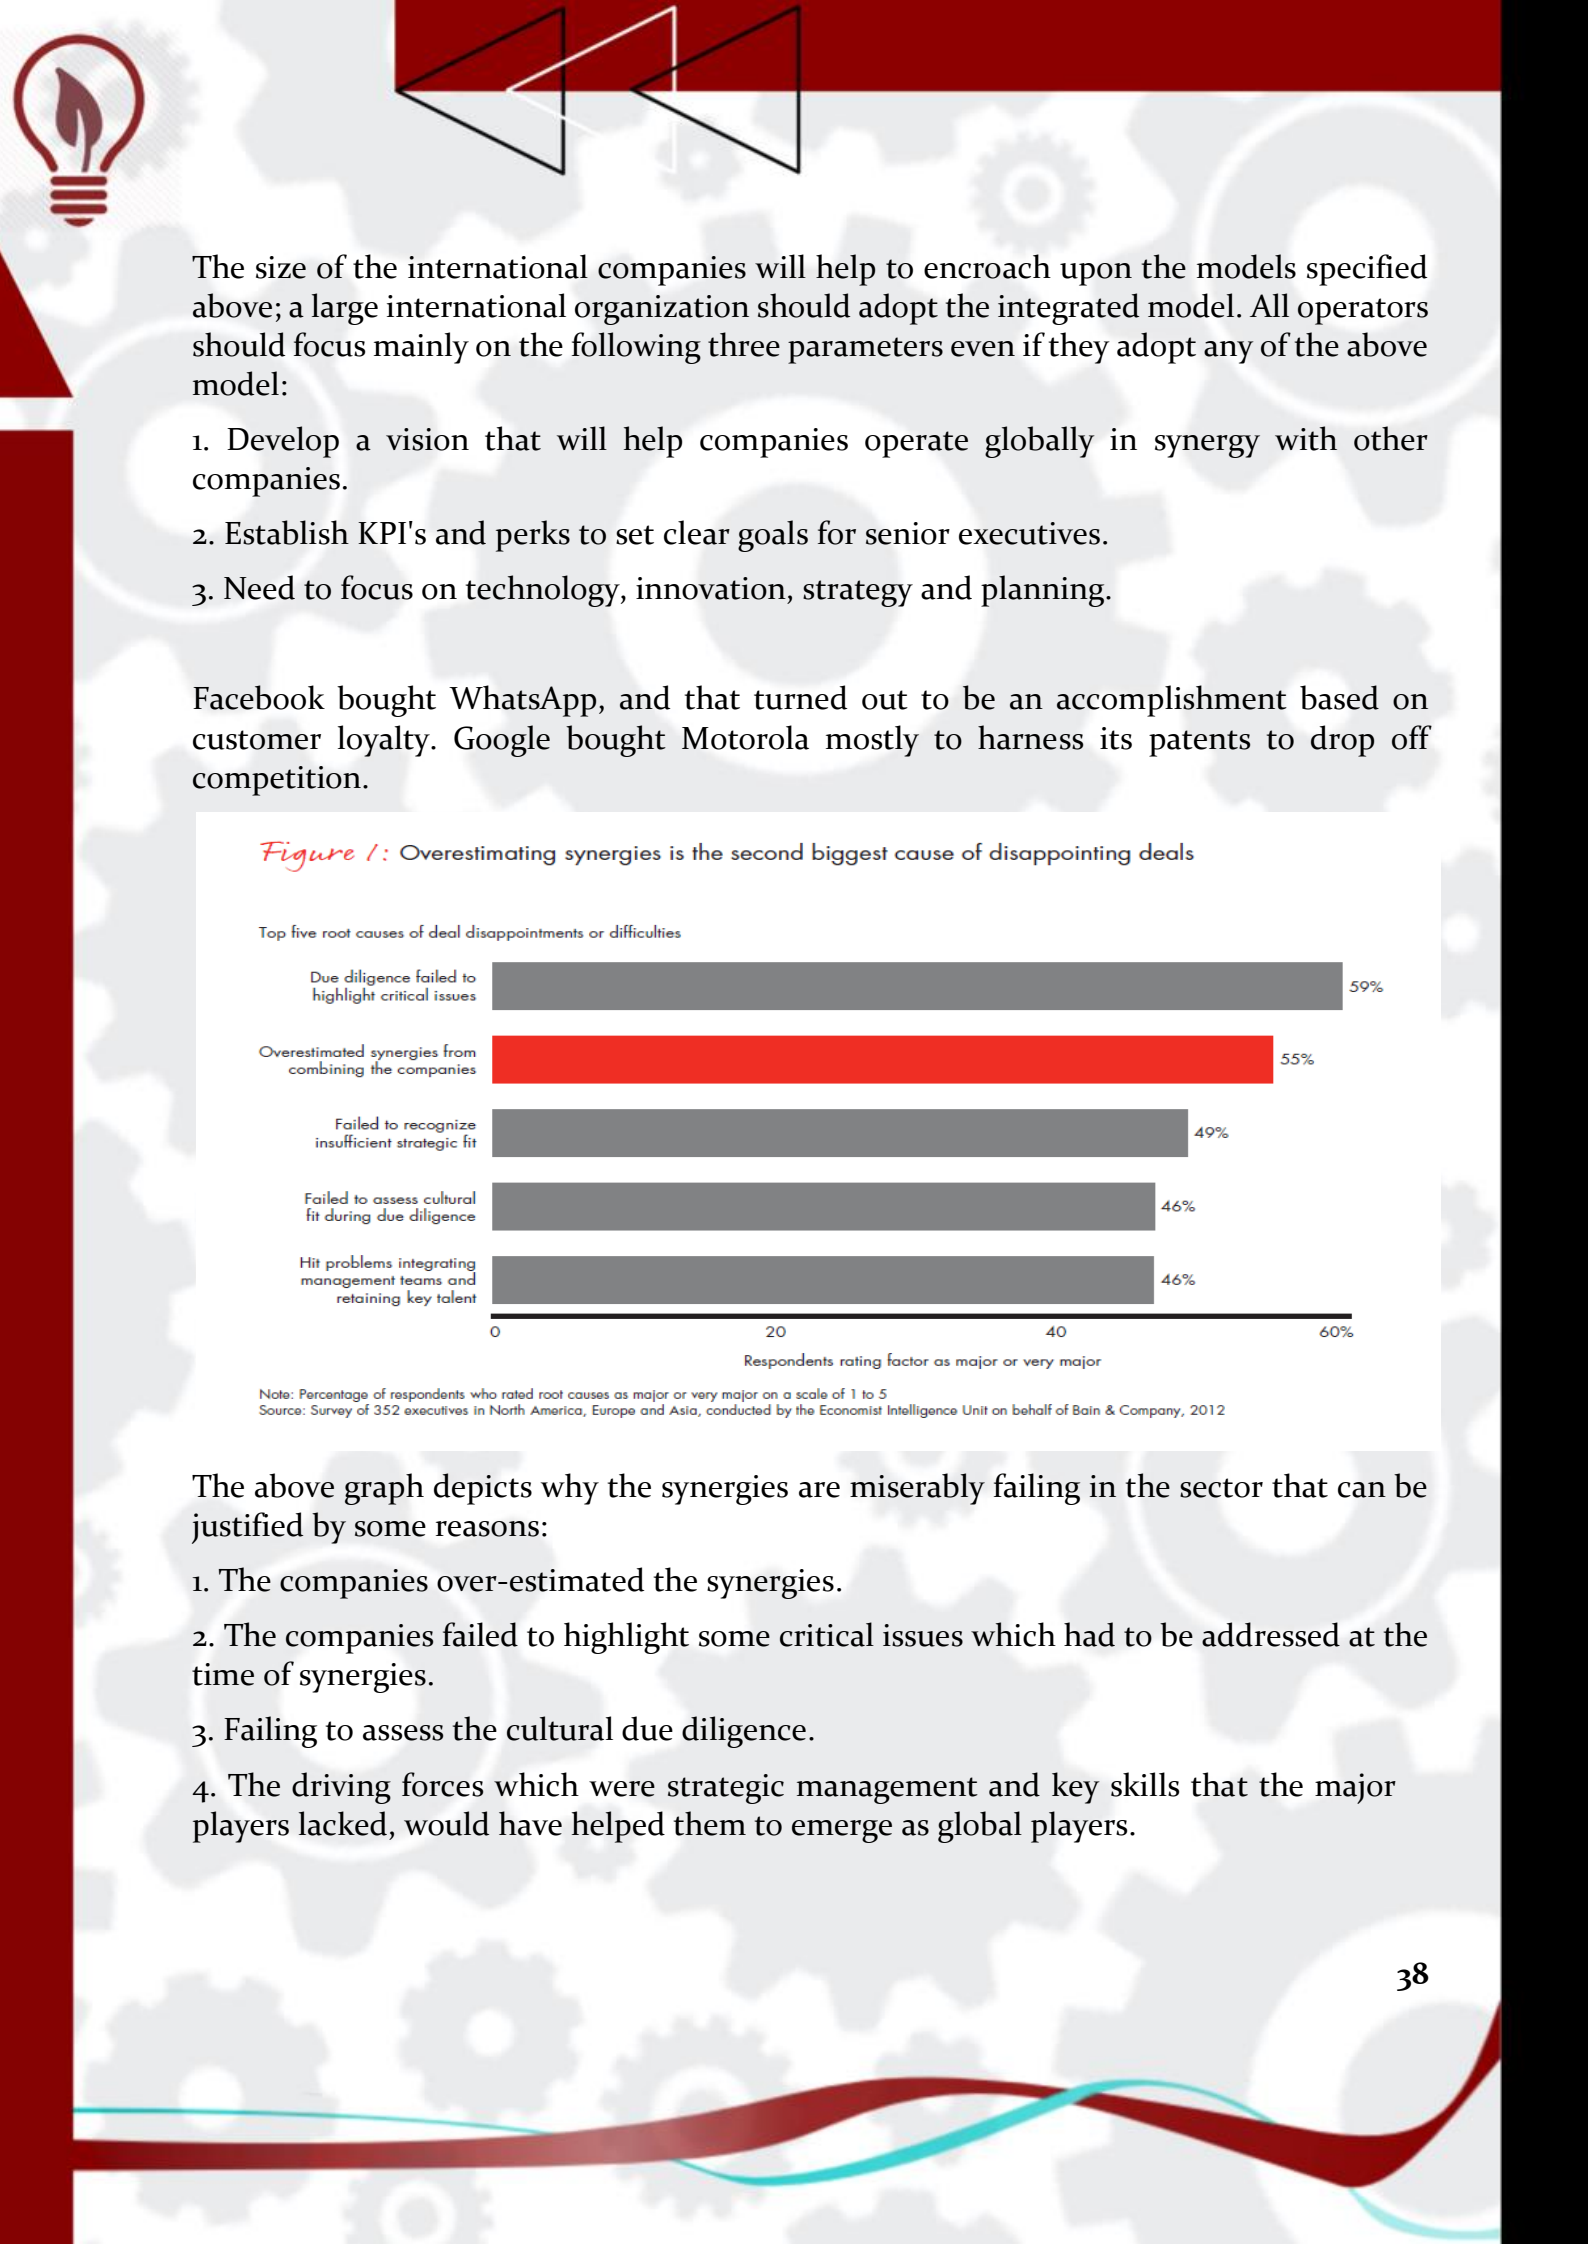 The size of the international companies will help to encroach upon the models specified
above; a large international organization should adopt the integrated model. All operators
should focus mainly on the following three parameters even if they adopt any of the above
model:
1. Develop a vision that will help companies operate globally in synergy with other
companies.
2. Establish KPI's and perks to set clear goals for senior executives.
3. Need to focus on technology, innovation, strategy and planning.
Facebook bought WhatsApp, and that turned out to be an accomplishment based on
customer loyalty. Google bought Motorola mostly to harness its patents to drop off
competition.
Figure 1: Overestimating synergies is the second biggest cause of disappointing deals
Top five root causes of deal disappointments or difficulties
Due diligence failed to
highlight critical issues
59%
Overestimated synergies from
combining the companies
55%
Failed to recognize
insufficient strategic fit
49%
Failed to assess cultural
fit during due diligence
46%
Hit problems integrating
management teams and
retaining key talent
46%
0 20 40 60%
Respondents rating factor as major or very major
Note: Percentage of respondents who rated root causes as major or very major on a scale of 1 to 5
Source: Survey of 352 executives in North America, Europe and Asia, conducted by the Economist Intelligence Unit on behalf of Bain & Company, 2012
The above graph depicts why the synergies are miserably failing in the sector that can be
justified by some reasons:
1. The companies over-estimated the synergies.
2. The companies failed to highlight some critical issues which had to be addressed at the
time of synergies.
3. Failing to assess the cultural due diligence.
4. The driving forces which were strategic management and key skills that the major
players lacked, would have helped them to emerge as global players.
38